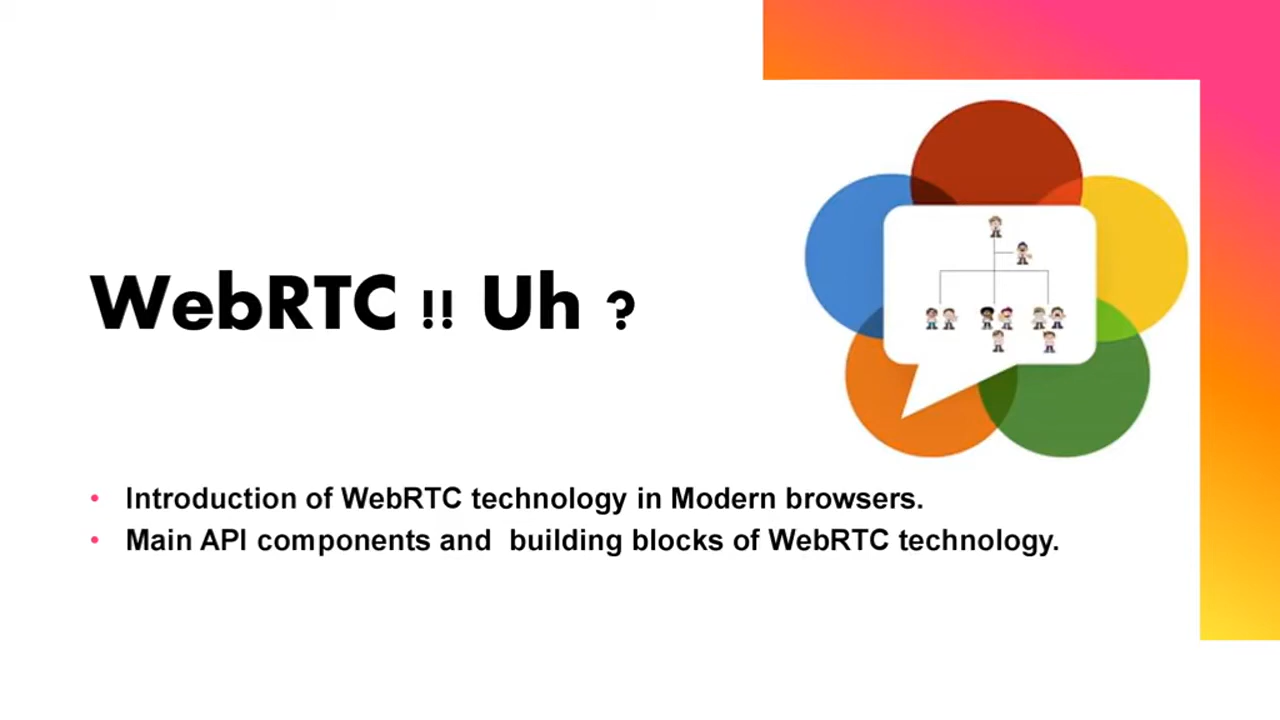 WebRTC !! Uh ?
• Introduction of WebRTC technology in Modern browsers.
• Main API components and  building blocks of WebRTC technology.